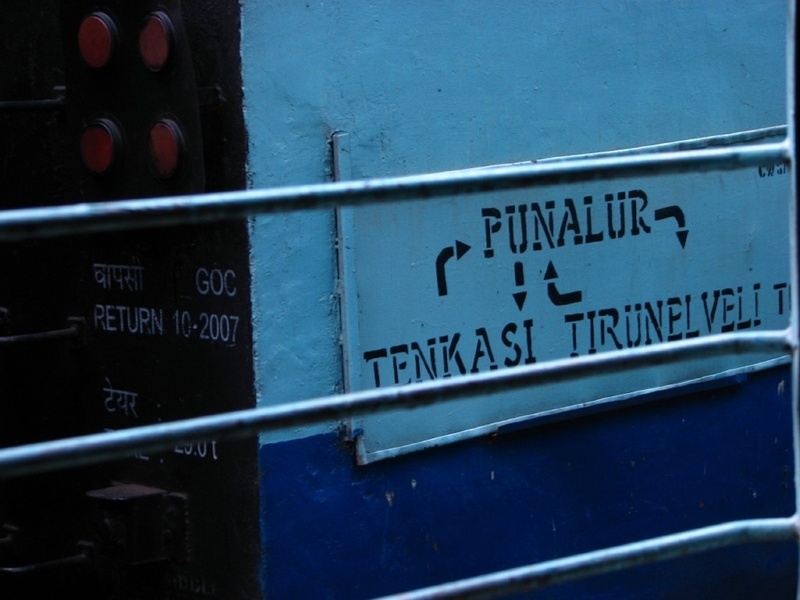 वापसी GOC
RETURN 10-2007
टेयर
PUNALUR
TENKASI TIRUNELVELI